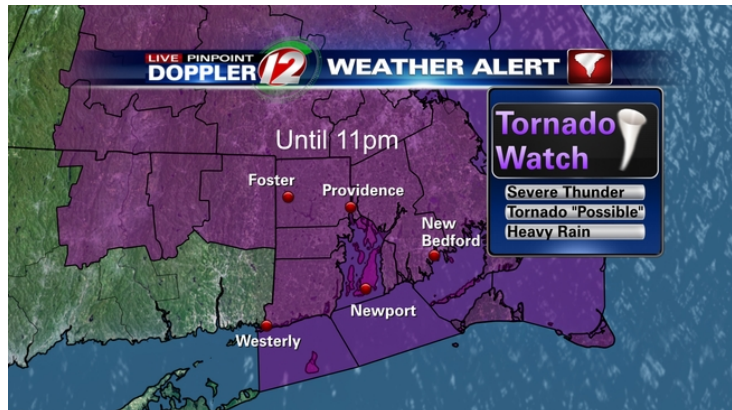 LIVE PINPOINT
DOPPLER 12
WEATHER ALERT
Tornado
Watch
Severe Thunder
Tornado "Possible"
Heavy Rain
Until 11pm
Foster
Providence
New
Bedford
Newport
Westerly